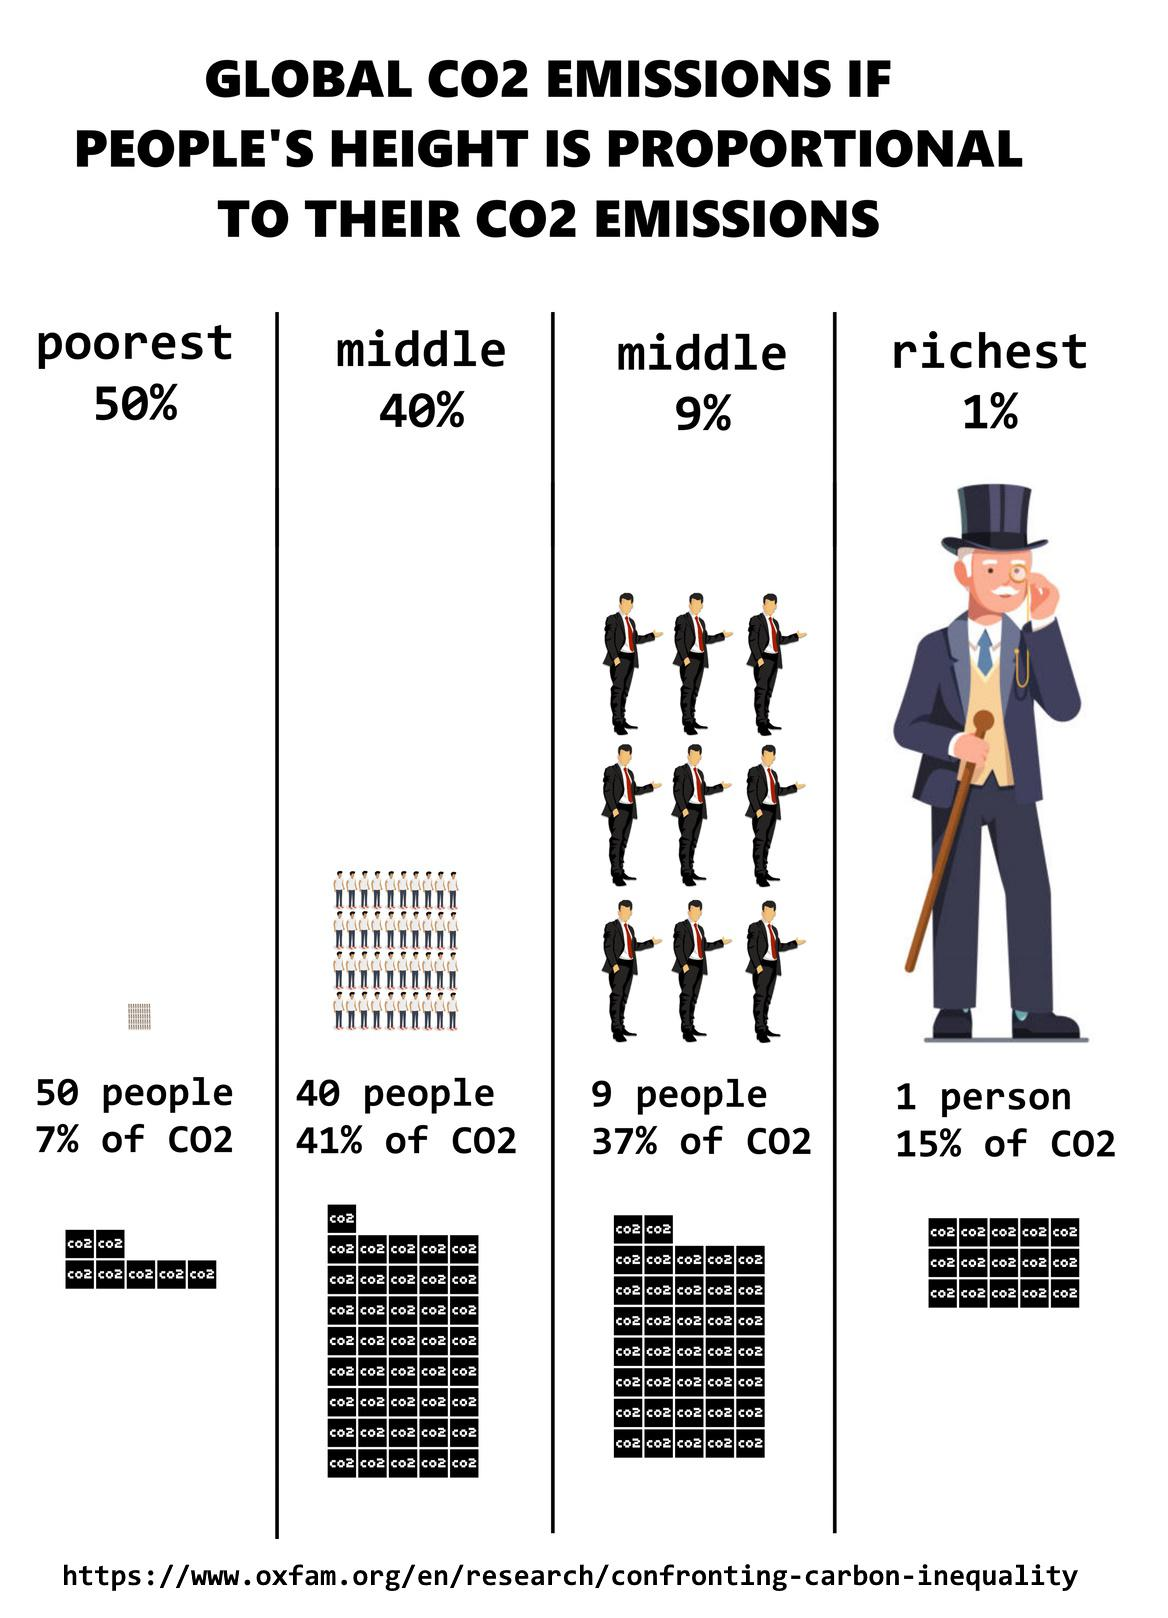 GLOBAL CO2 EMISSIONS IF
PEOPLE'S HEIGHT IS PROPORTIONAL
TO THEIR CO2 EMISSIONS
poorest
50%
50 people
7% of CO2
co2 co2
co2 co2 co2 co2 co2
middle
40%
40 people
41% of CO2
co2
co2 co2 co2 co2 co2
co2 co2 co2 co2 co2
co2 co2 co2 co2 co2
co2 co2 co2 co2 co2
co2 co2 co2 co2 co2
co2 co2 co2 co2 co2
co2 co2 co2 co2 co2
co2 co2 co2 co2 co2
middle
9%
9 people
37% of CO2
co2 co2
co2 co2 co2 co2 co2
co2 co2 co2 co2 co2
co2 co2 co2 co2 co2
co2 co2 co2 co2 co2
co2 co2 co2 co2 co2
co2 co2 co2 co2 co2
co2 co2 co2 co2 co2
richest
1%
1 person
15% of CO2
co2 co2 co2 co2 co2
co2 co2 co2 co2 co2
co2 co2 co2 co2 co2
https://www.oxfam.org/en/research/confronting-carbon-inequality